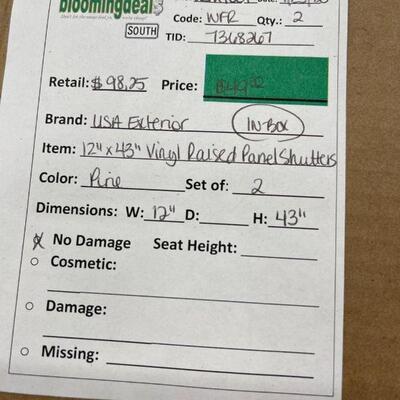 bloomingdeals
SOUTH
Code: WFR Qty.: 2
TID: 7368267
Retail: $98.25 Price: $49
Brand: USA Exterior IN-BOX
Item: 12" x 43" Vinyl Raised Panel Shutters
Color: Pine Set of: 2
Dimensions: W: 12" D: H: 43"
No Damage Seat Height:
Cosmetic:
Damage:
Missing: